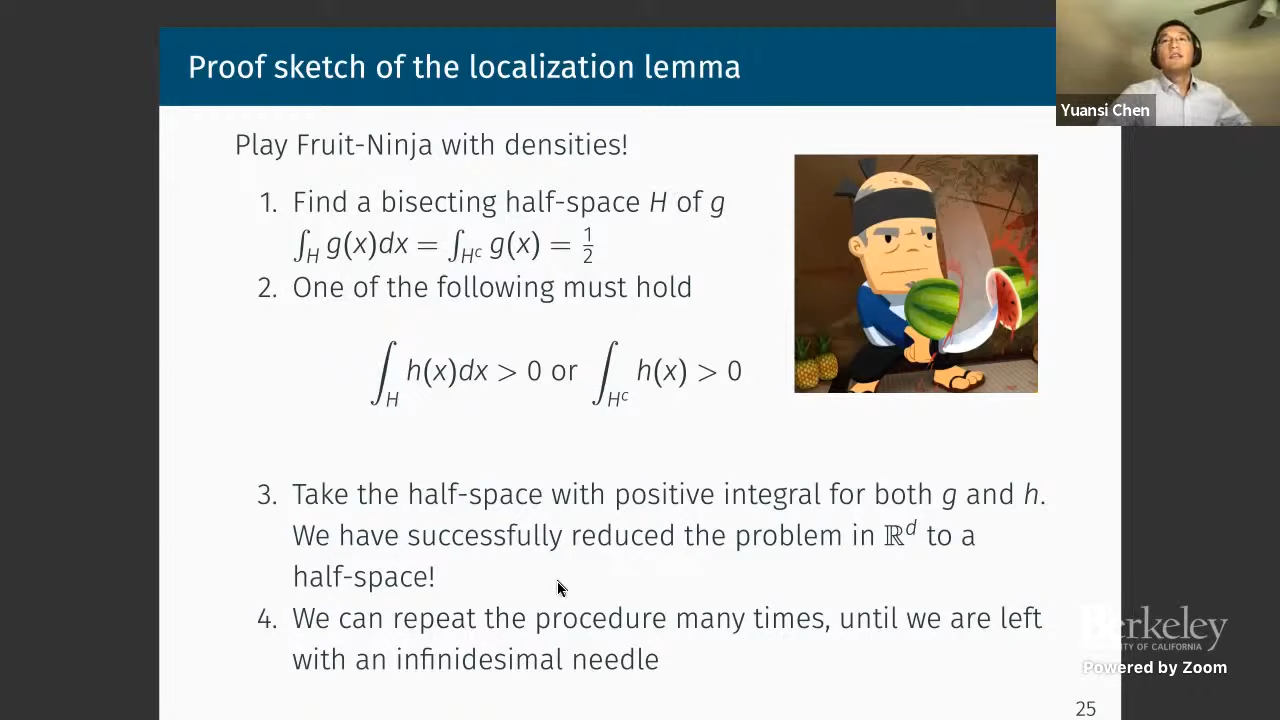 Proof sketch of the localization lemma
Yuansi Chen
Play Fruit-Ninja with densities!
1. Find a bisecting half-space H of g
∫_H g(x)dx = ∫_{H^c} g(x) = 1/2
2. One of the following must hold
∫_H h(x)dx > 0 or ∫_{H^c} h(x) > 0
3. Take the half-space with positive integral for both g and h.
We have successfully reduced the problem in ℝ^d to a
half-space!
4. We can repeat the procedure many times, until we are left
with an infinidesimal needle
Berkeley
OF CALIFORNIA
Powered by Zoom
25